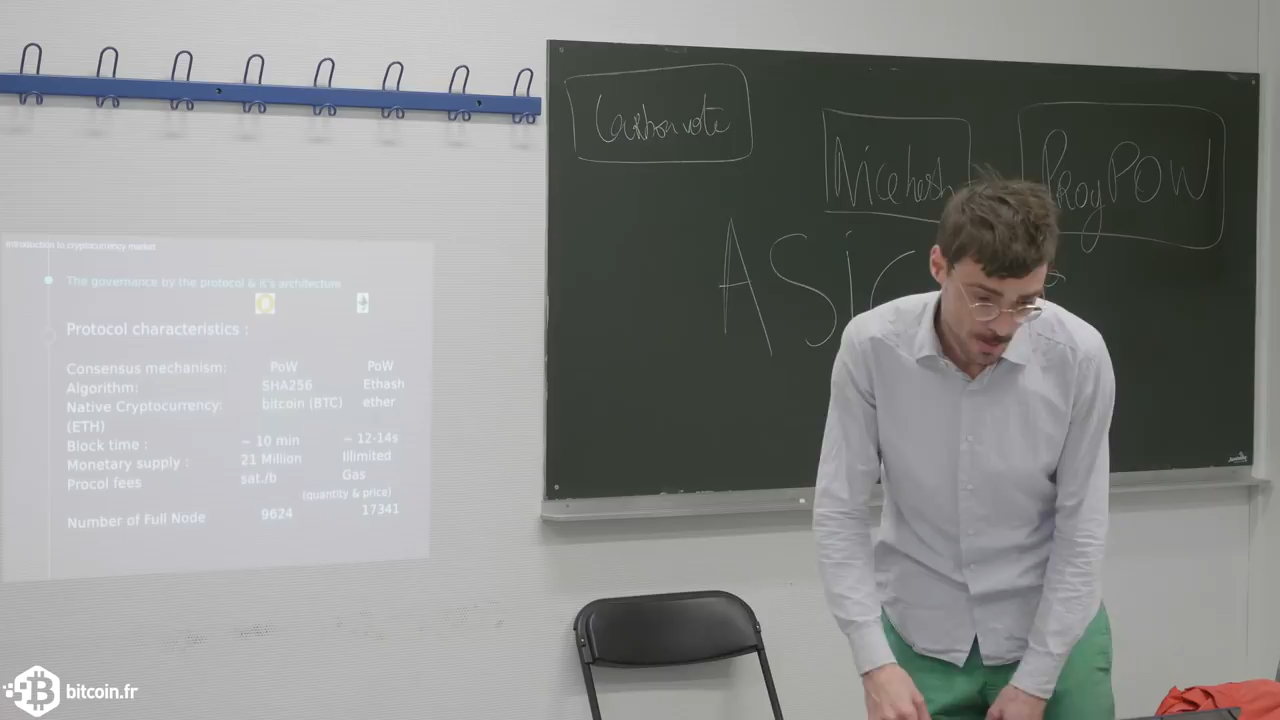 Introduction to cryptocurrency market
The governance by the protocol & it's architecture
Protocol characteristics :
Consensus mechanism: PoW PoW
Algorithm: SHA256 Ethash
Native Cryptocurrency: bitcoin (BTC) ether
(ETH)
Block time : ~ 10 min ~ 12-14s
Monetary supply : 21 Million Illimited
Procol fees sat./b Gas
(quantity & price)
Number of Full Node 9624 17341
Carbonvote
Nicehash
ProgPOW
ASIC
bitcoin.fr